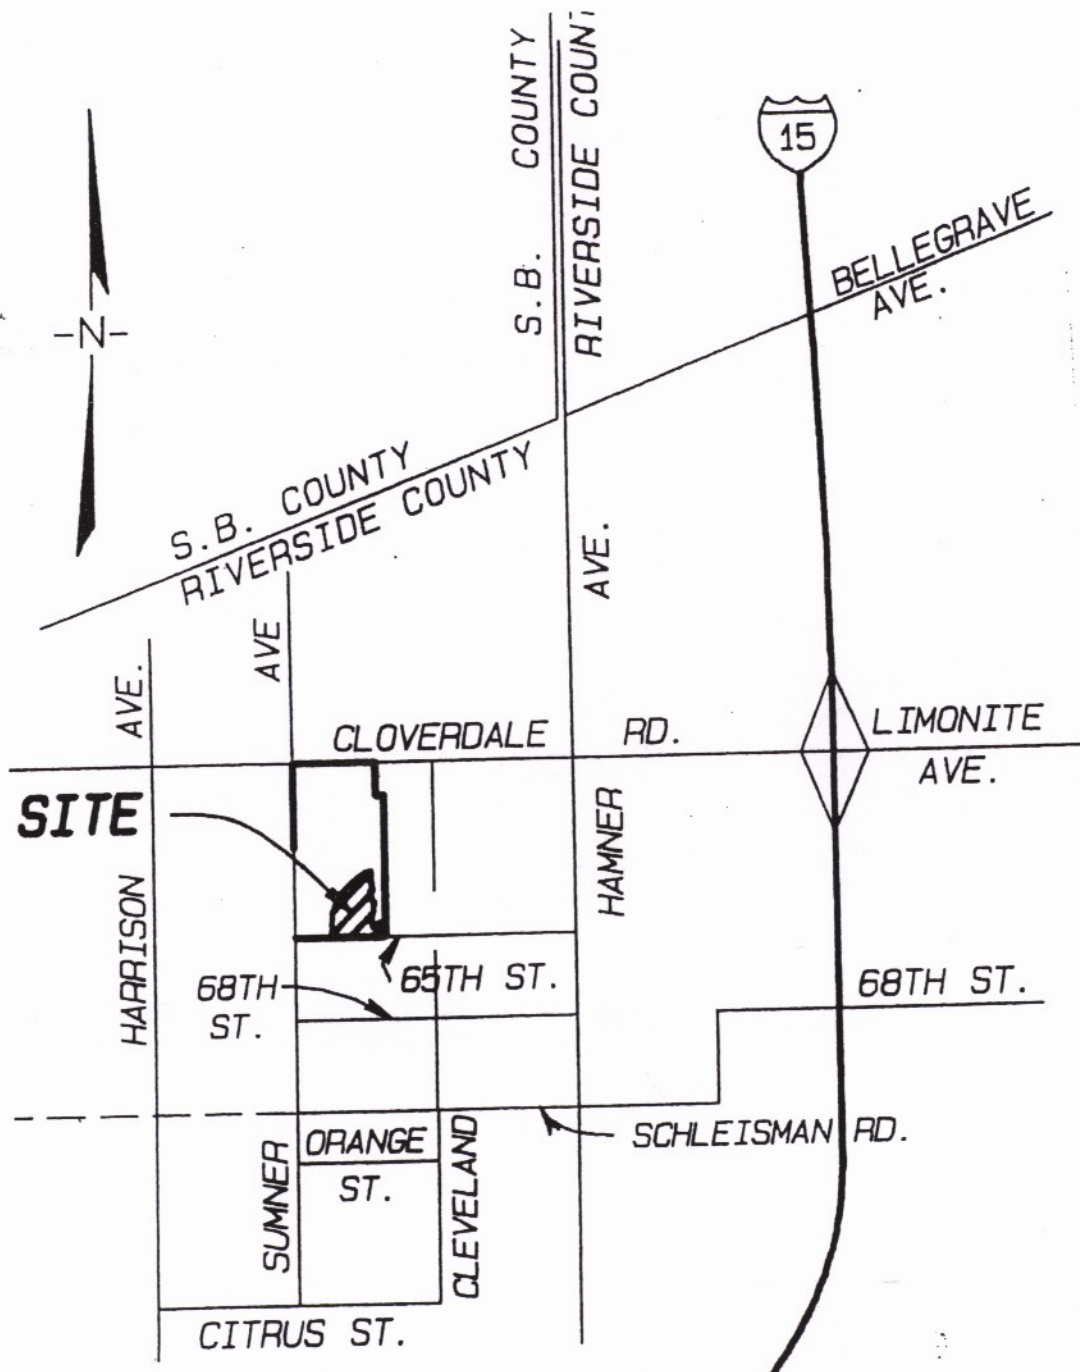 S.B. COUNTY
RIVERSIDE COUNT
15
BELLEGRAVE
AVE.
-N-
S.B. COUNTY
RIVERSIDE COUNTY
AVE.
AVE
AVE.
CLOVERDALE RD.
LIMONITE
AVE.
SITE
HARRISON
HAMNER
65TH ST.
68TH
ST.
68TH ST.
SCHLEISMAN RD.
ORANGE
ST.
SUMNER
CLEVELAND
CITRUS ST.